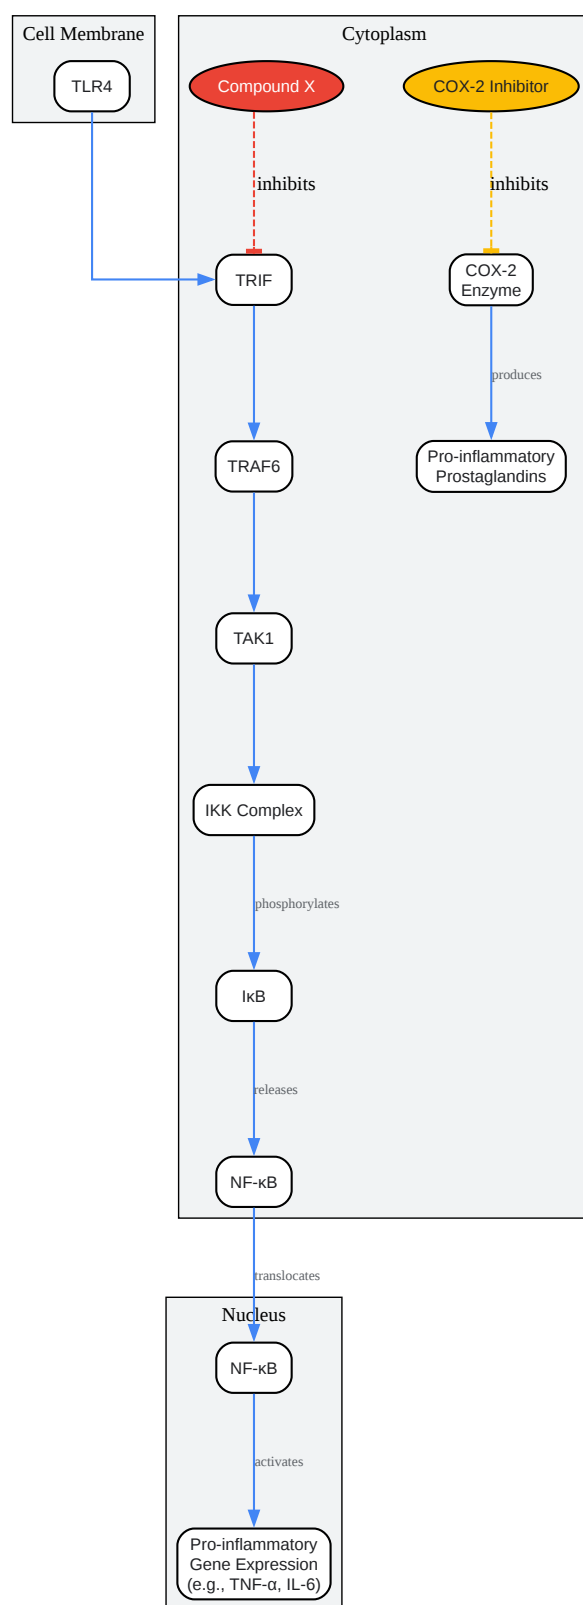 Cell Membrane
Cytoplasm
TLR4
Compound X
COX-2 Inhibitor
inhibits
inhibits
TRIF
COX-2
Enzyme
produces
TRAF6
Pro-inflammatory
Prostaglandins
TAK1
IKK Complex
phosphorylates
IκB
releases
NF-κB
translocates
Nucleus
NF-κB
activates
Pro-inflammatory
Gene Expression
(e.g., TNF-α, IL-6)